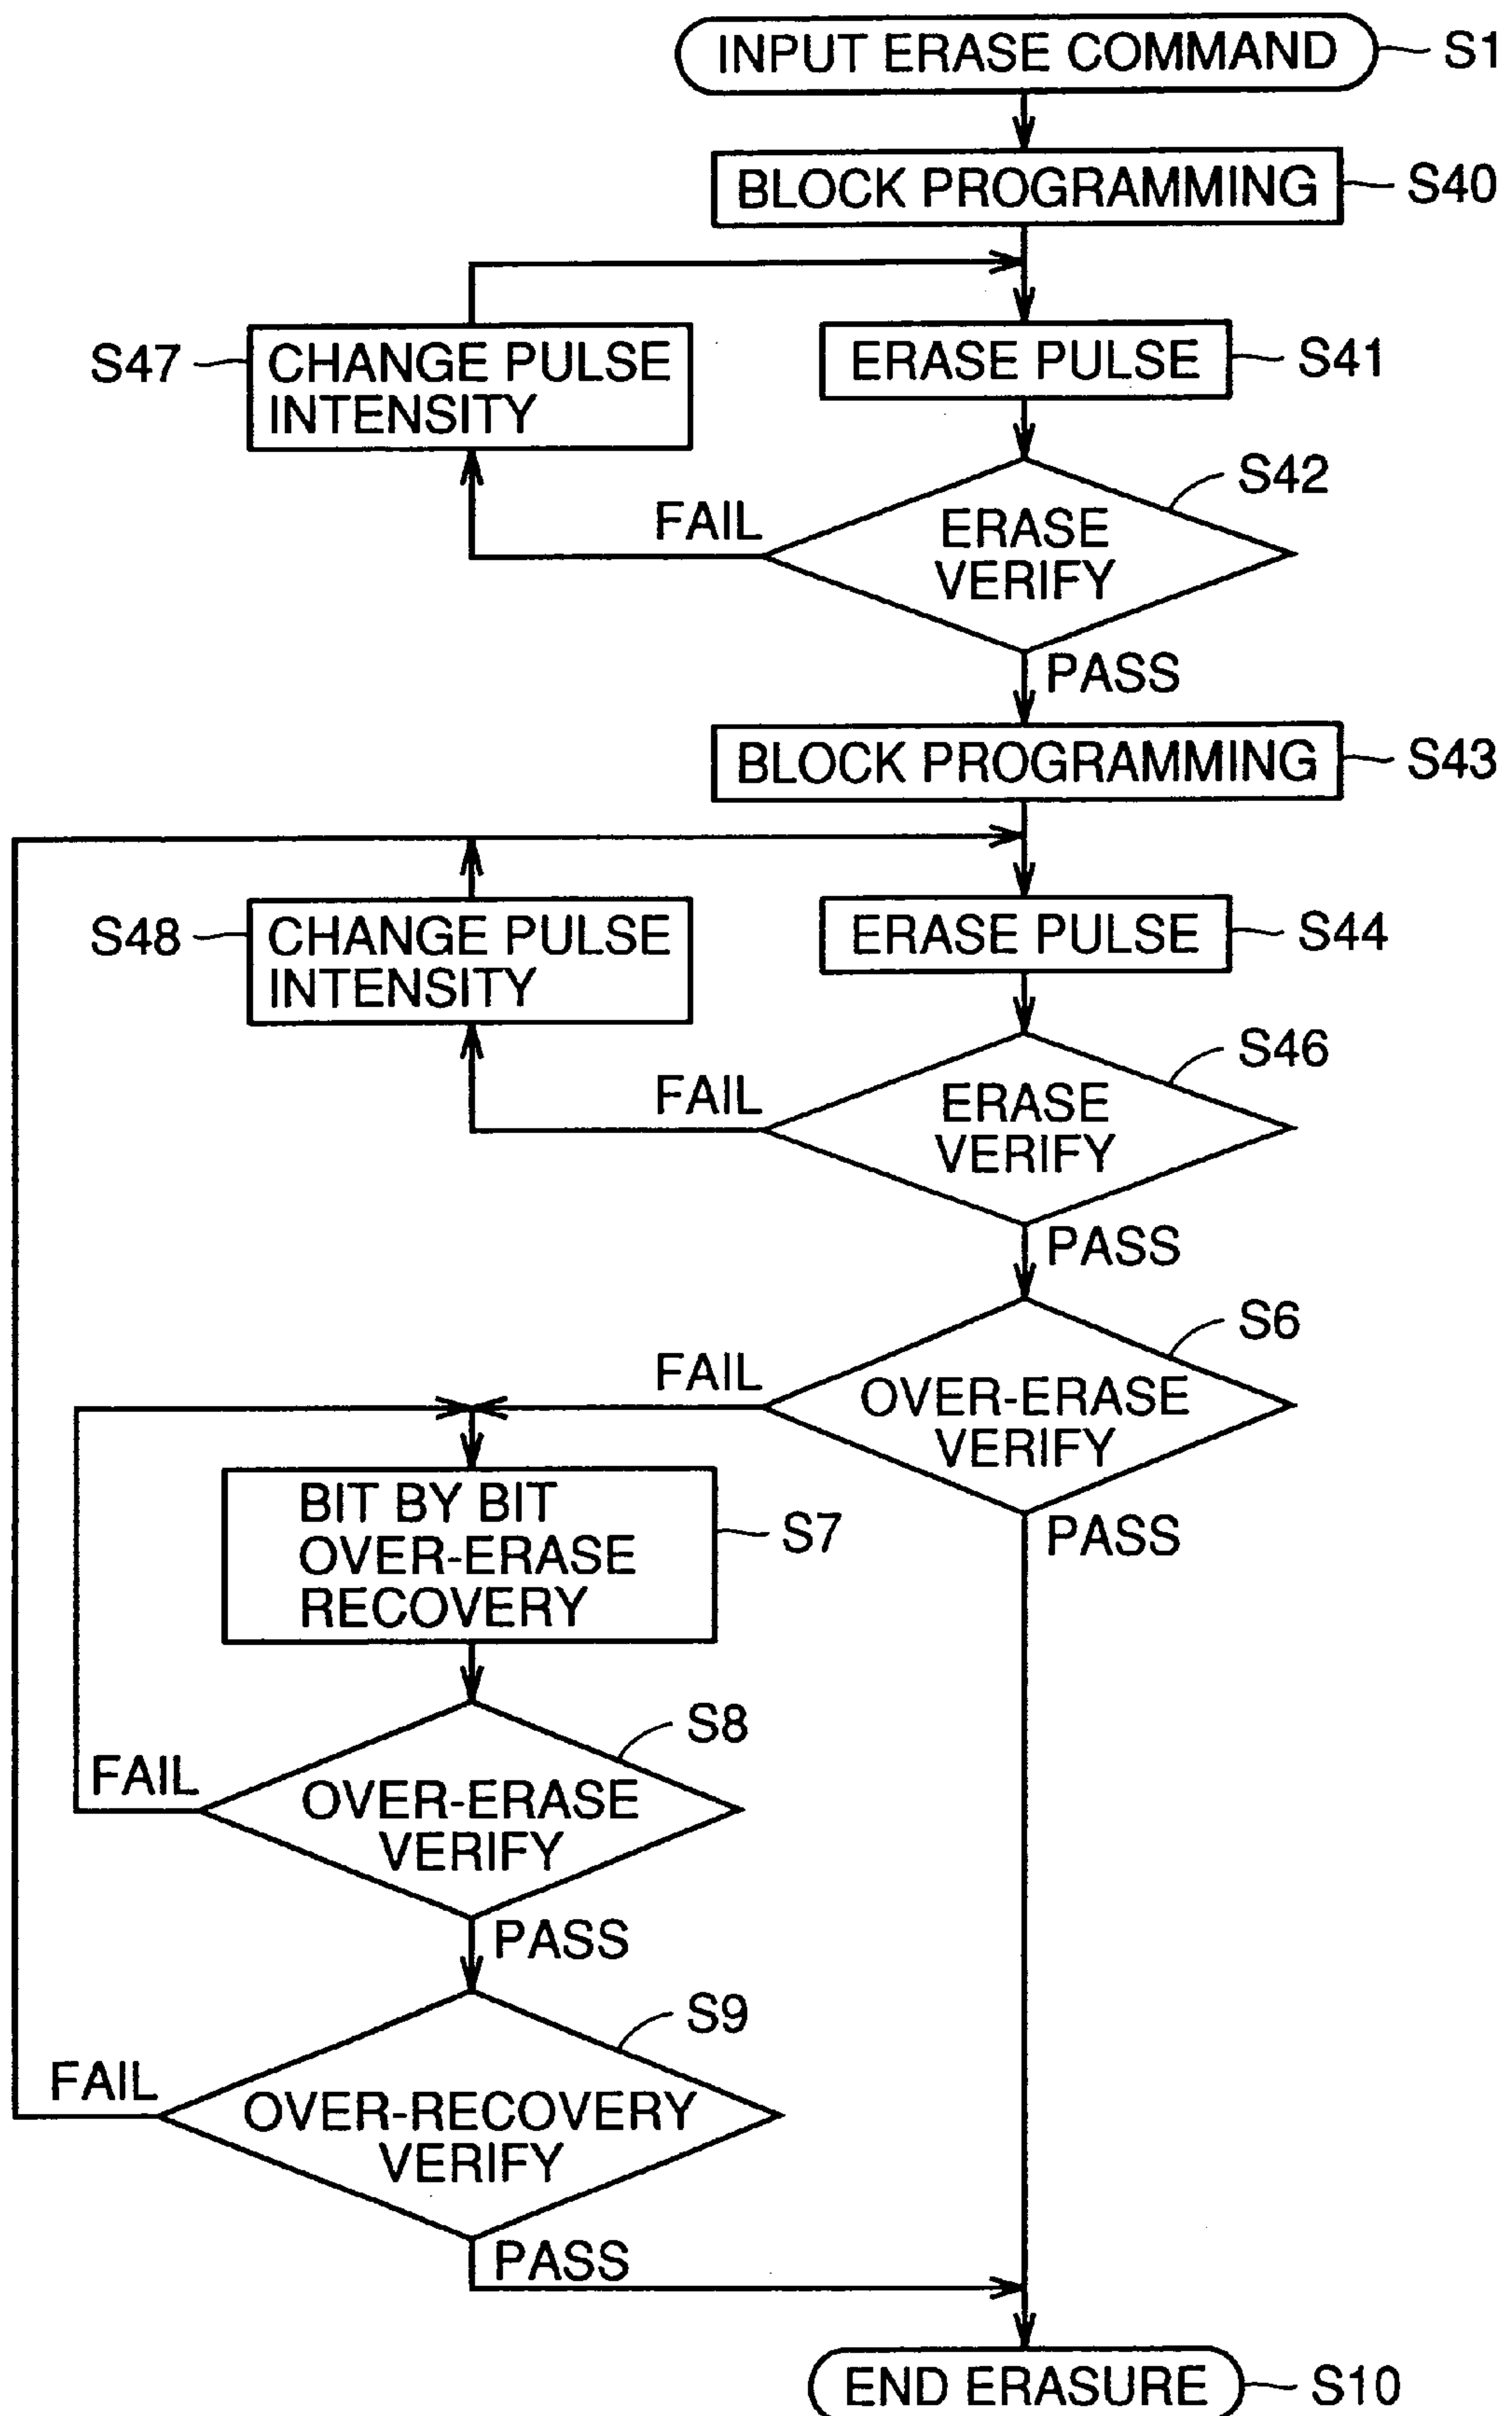 INPUT ERASE COMMAND S1
BLOCK PROGRAMMING S40
S47 CHANGE PULSE
INTENSITY
ERASE PULSE S41
S42
FAIL
ERASE
VERIFY
PASS
BLOCK PROGRAMMING S43
S48 CHANGE PULSE
INTENSITY
ERASE PULSE S44
S46
FAIL
ERASE
VERIFY
PASS
S6
FAIL
OVER-ERASE
VERIFY
PASS
BIT BY BIT
OVER-ERASE
RECOVERY
S7
S8
FAIL
OVER-ERASE
VERIFY
PASS
S9
FAIL
OVER-RECOVERY
VERIFY
PASS
END ERASURE S10